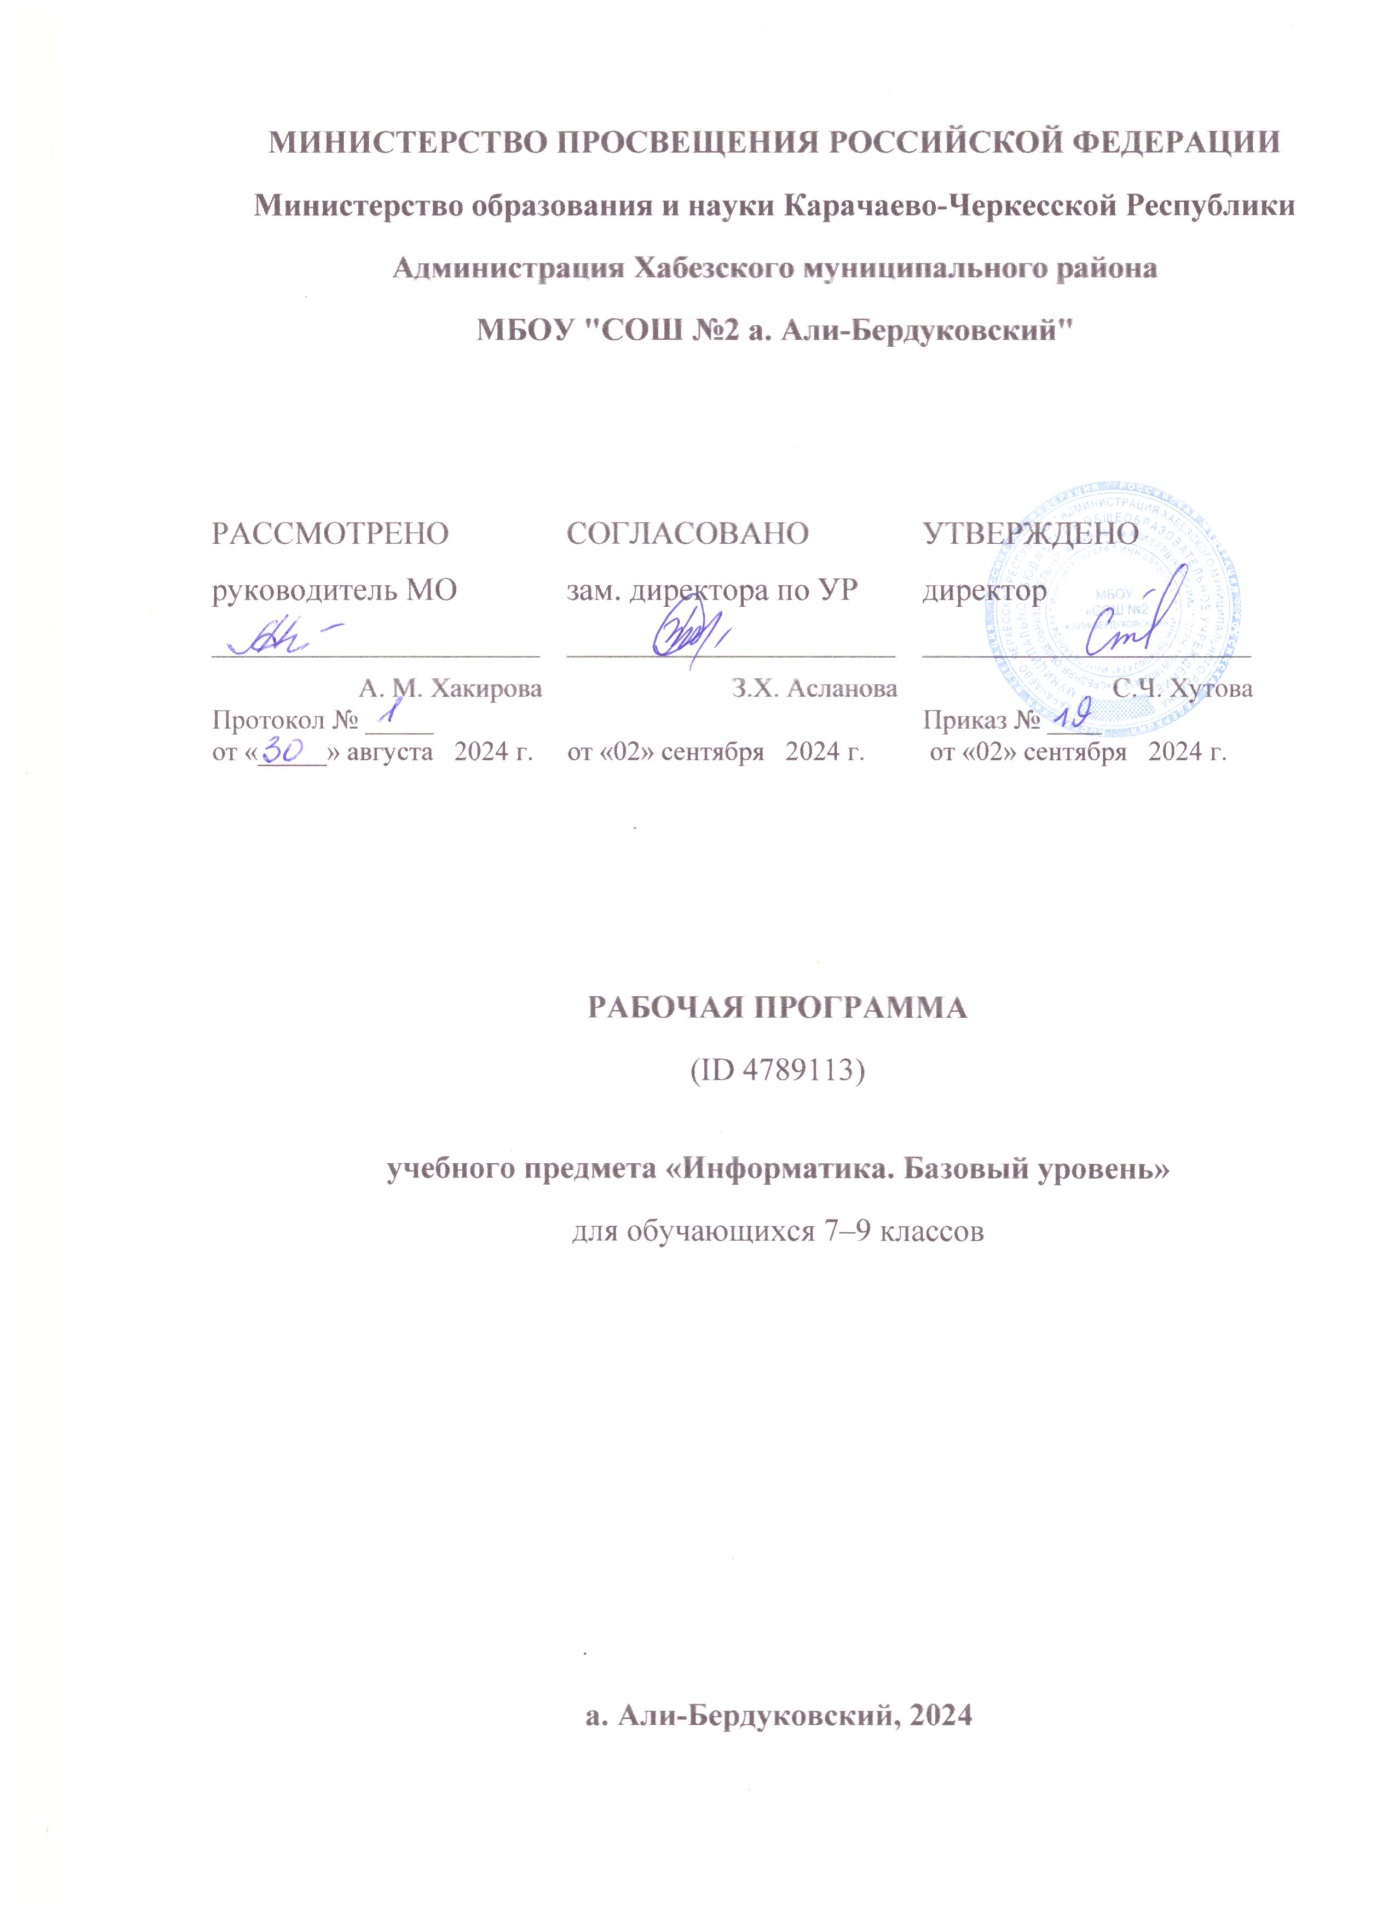 МИНИСТЕРСТВО ПРОСВЕЩЕНИЯ РОССИЙСКОЙ ФЕДЕРАЦИИ
Министерство образования и науки Карачаево-Черкесской Республики
Администрация Хабезского муниципального района
МБОУ "СОШ №2 а. Али-Бердуковский"
РАССМОТРЕНО
руководитель МО
А. М. Хакирова
Протокол № 1
от «30» августа 2024 г.
СОГЛАСОВАНО
зам. директора по УР
З.Х. Асланова
от «02» сентября 2024 г.
УТВЕРЖДЕНО
директор
МБОУ
«СОШ №2
С.Ч. Хутова
Приказ № 19
от «02» сентября 2024 г.
РАБОЧАЯ ПРОГРАММА
(ID 4789113)
учебного предмета «Информатика. Базовый уровень»
для обучающихся 7–9 классов
а. Али-Бердуковский, 2024